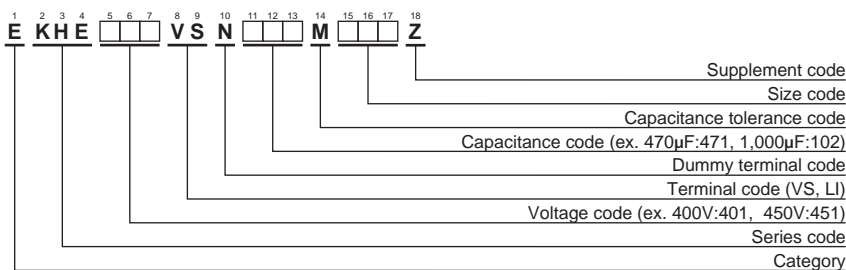 1 2 3 4 5 6 7 8 9 10 11 12 13 14 15 16 17 18
E KHE □□□ VS N □□□ M □□□ Z
Supplement code
Size code
Capacitance tolerance code
Capacitance code (ex. 470µF:471, 1,000µF:102)
Dummy terminal code
Terminal code (VS, LI)
Voltage code (ex. 400V:401, 450V:451)
Series code
Category